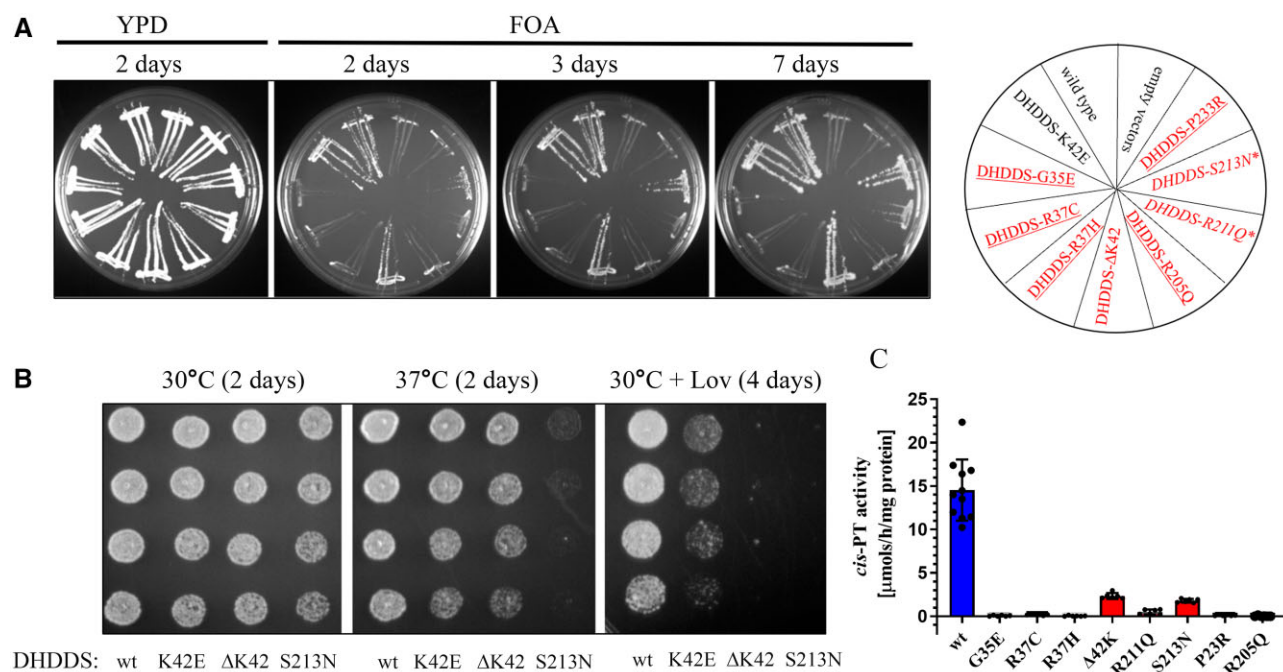 A
YPD
FOA
2 days
2 days
3 days
7 days
wild type
empty vectors
DHDDS-P233R
DHDDS-S213N*
DHDDS-R211Q*
DHDDS-R205Q
DHDDS-ΔK42
DHDDS-R37H
DHDDS-R37C
DHDDS-G35E
DHDDS-K42E
B
30°C (2 days)
37°C (2 days)
30°C + Lov (4 days)
DHDDS: wt K42E ΔK42 S213N wt K42E ΔK42 S213N wt K42E ΔK42 S213N
C
cis-PT activity
[µmols/h/mg protein]
25
20
15
10
5
0
wt
G35E
R37C
R37H
Δ42K
R211Q
S213N
P23R
R205Q